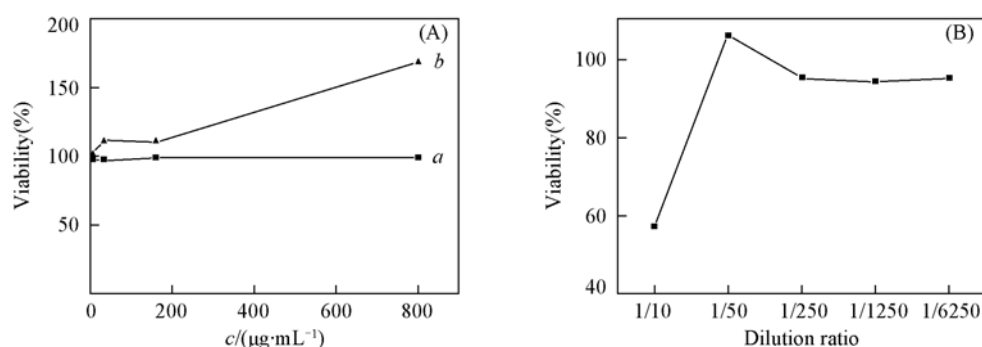 200
(A)
b
150
100
a
50
0
200
400
600
800
Viability(%)
c/(μg·mL⁻¹)
(B)
100
80
60
40
1/10
1/50
1/250
1/1250
1/6250
Viability(%)
Dilution ratio